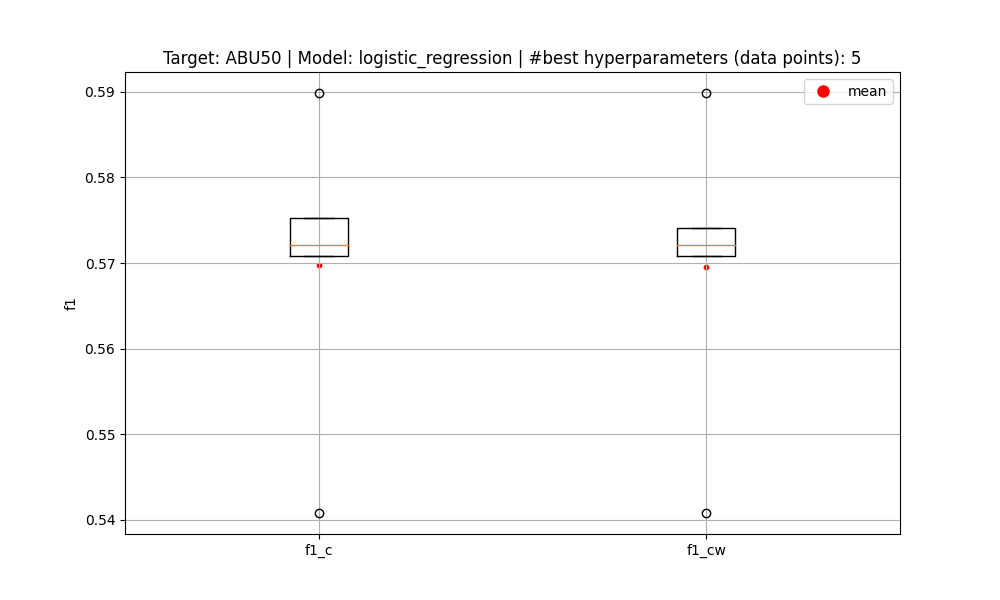 Target: ABU50 | Model: logistic_regression | #best hyperparameters (data points): 5
mean
0.59
0.58
0.57
0.56
0.55
0.54
f1
f1_c
f1_cw